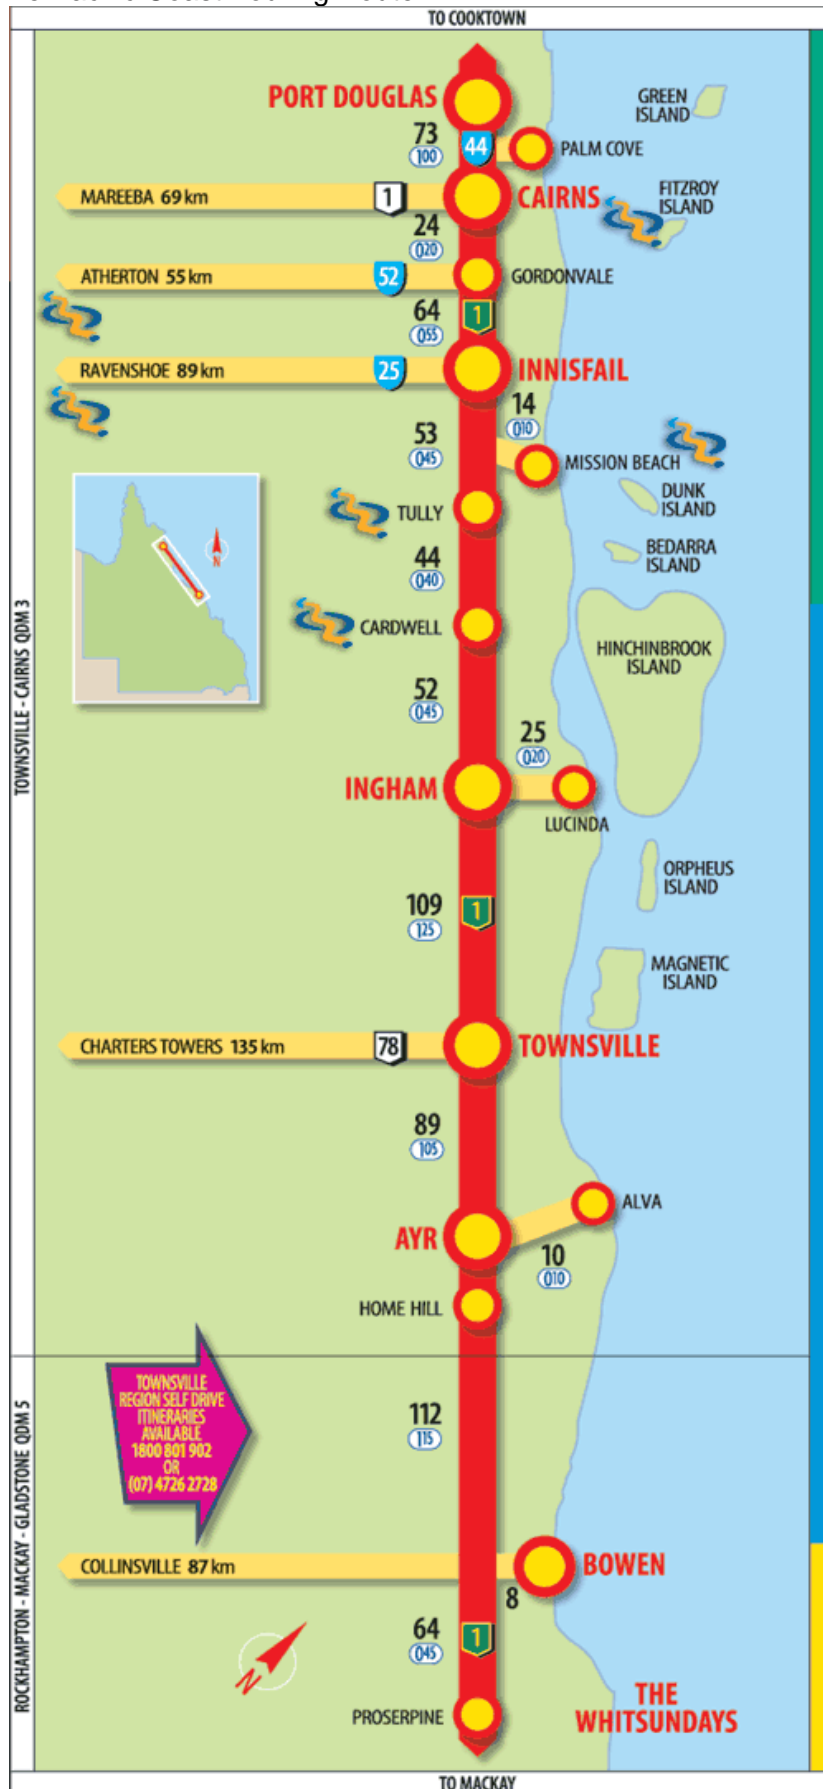 TO COOKTOWN
PORT DOUGLAS
GREEN
ISLAND
73
100
44
PALM COVE
MAREEBA 69 km
1
CAIRNS
FITZROY
ISLAND
24
020
ATHERTON 55 km
52
GORDONVALE
64
055
1
RAVENSHOE 89 km
25
INNISFAIL
14
010
53
045
MISSION BEACH
TULLY
DUNK
ISLAND
N
44
040
BEDARRA
ISLAND
CARDWELL
HINCHINBROOK
ISLAND
TOWNSVILLE - CAIRNS QDM 3
52
045
25
020
INGHAM
LUCINDA
ORPHEUS
ISLAND
109
125
1
MAGNETIC
ISLAND
CHARTERS TOWERS 135 km
78
TOWNSVILLE
89
105
ALVA
AYR
10
010
HOME HILL
TOWNSVILLE
REGION SELF DRIVE
ITINERARIES
AVAILABLE
1800 801 902
OR
(07) 4726 2728
112
115
ROCKHAMPTON - MACKAY - GLADSTONE QDM 5
COLLINSVILLE 87 km
BOWEN
8
64
045
1
N
PROSERPINE
THE
WHITSUNDAYS
TO MACKAY